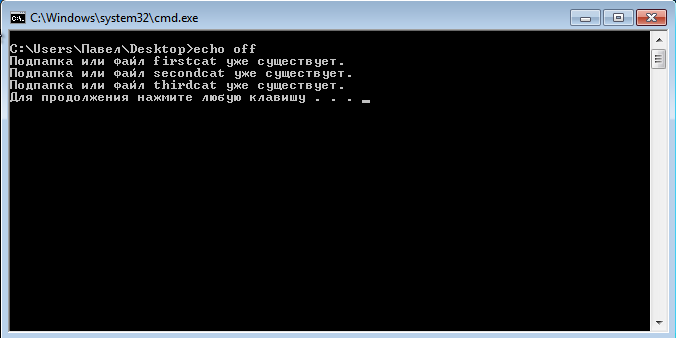 C:\Windows\system32\cmd.exe
C:\Users\Павел\Desktop>echo off
Подпапка или файл firstcat уже существует.
Подпапка или файл secondcat уже существует.
Подпапка или файл thirdcat уже существует.
Для продолжения нажмите любую клавишу . . . _